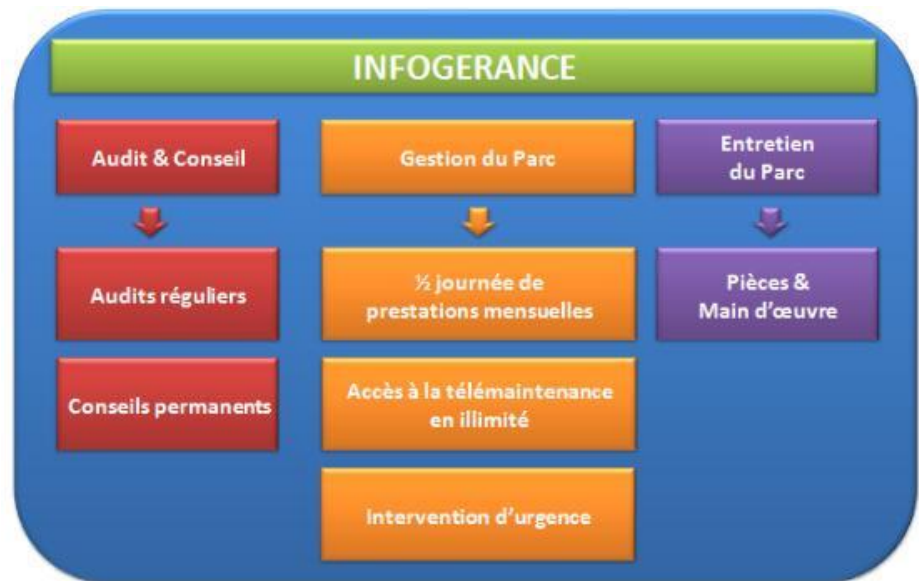 INFOGERANCE
Audit & Conseil
Gestion du Parc
Entretien
du Parc
Audits réguliers
½ journée de
prestations mensuelles
Pièces &
Main d'œuvre
Conseils permanents
Accès à la télémaintenance
en illimité
Intervention d'urgence